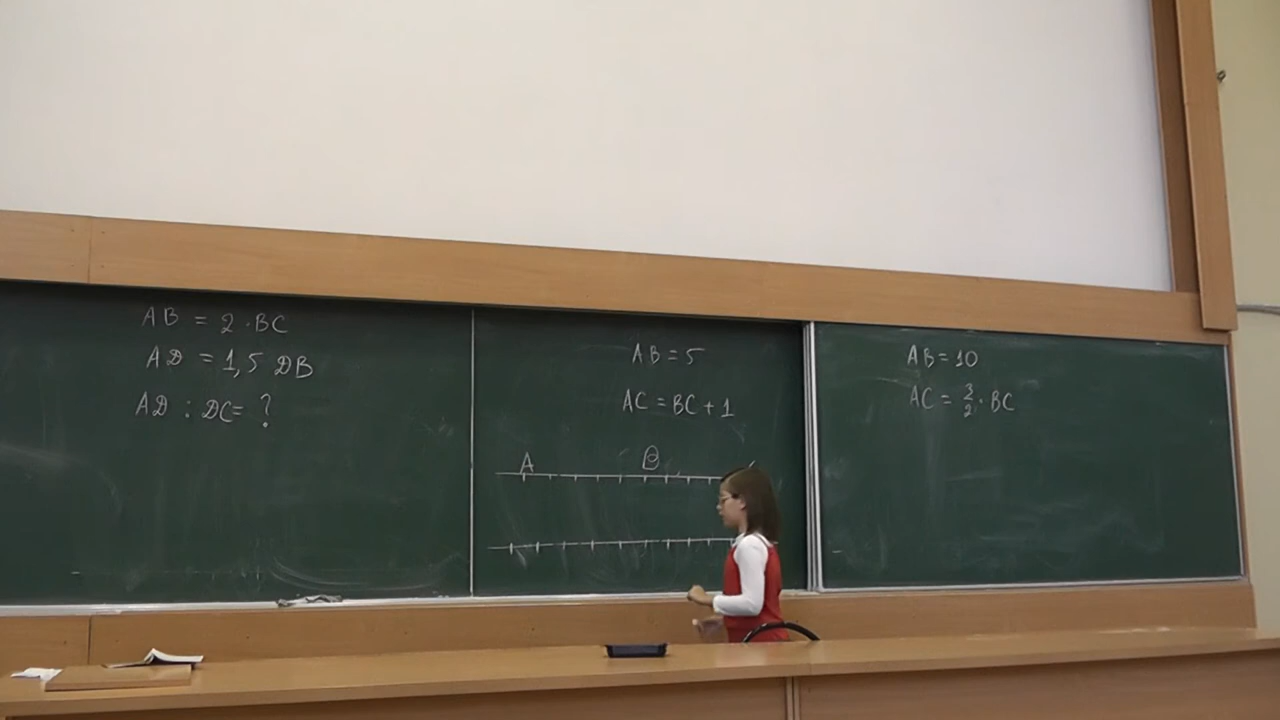 AB = 2 · BC
AD = 1,5 DB
AD : DC = ?
AB = 5
AC = BC + 1
A B
AB = 10
AC = 3/2 · BC